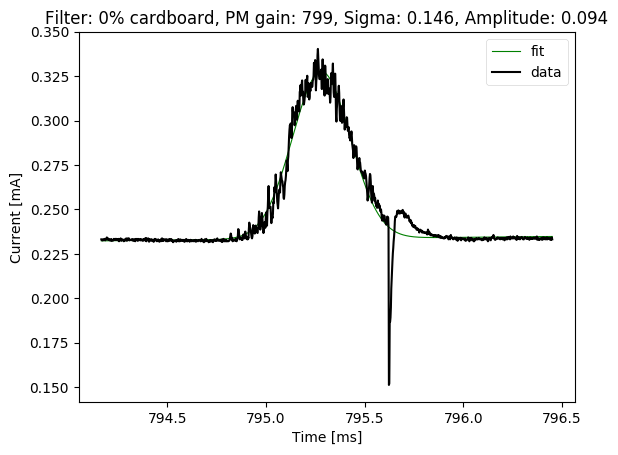 Filter: 0% cardboard, PM gain: 799, Sigma: 0.146, Amplitude: 0.094
0.350
fit
data
0.325
0.300
0.275
0.250
0.225
0.200
0.175
0.150
Current [mA]
794.5 795.0 795.5 796.0 796.5
Time [ms]